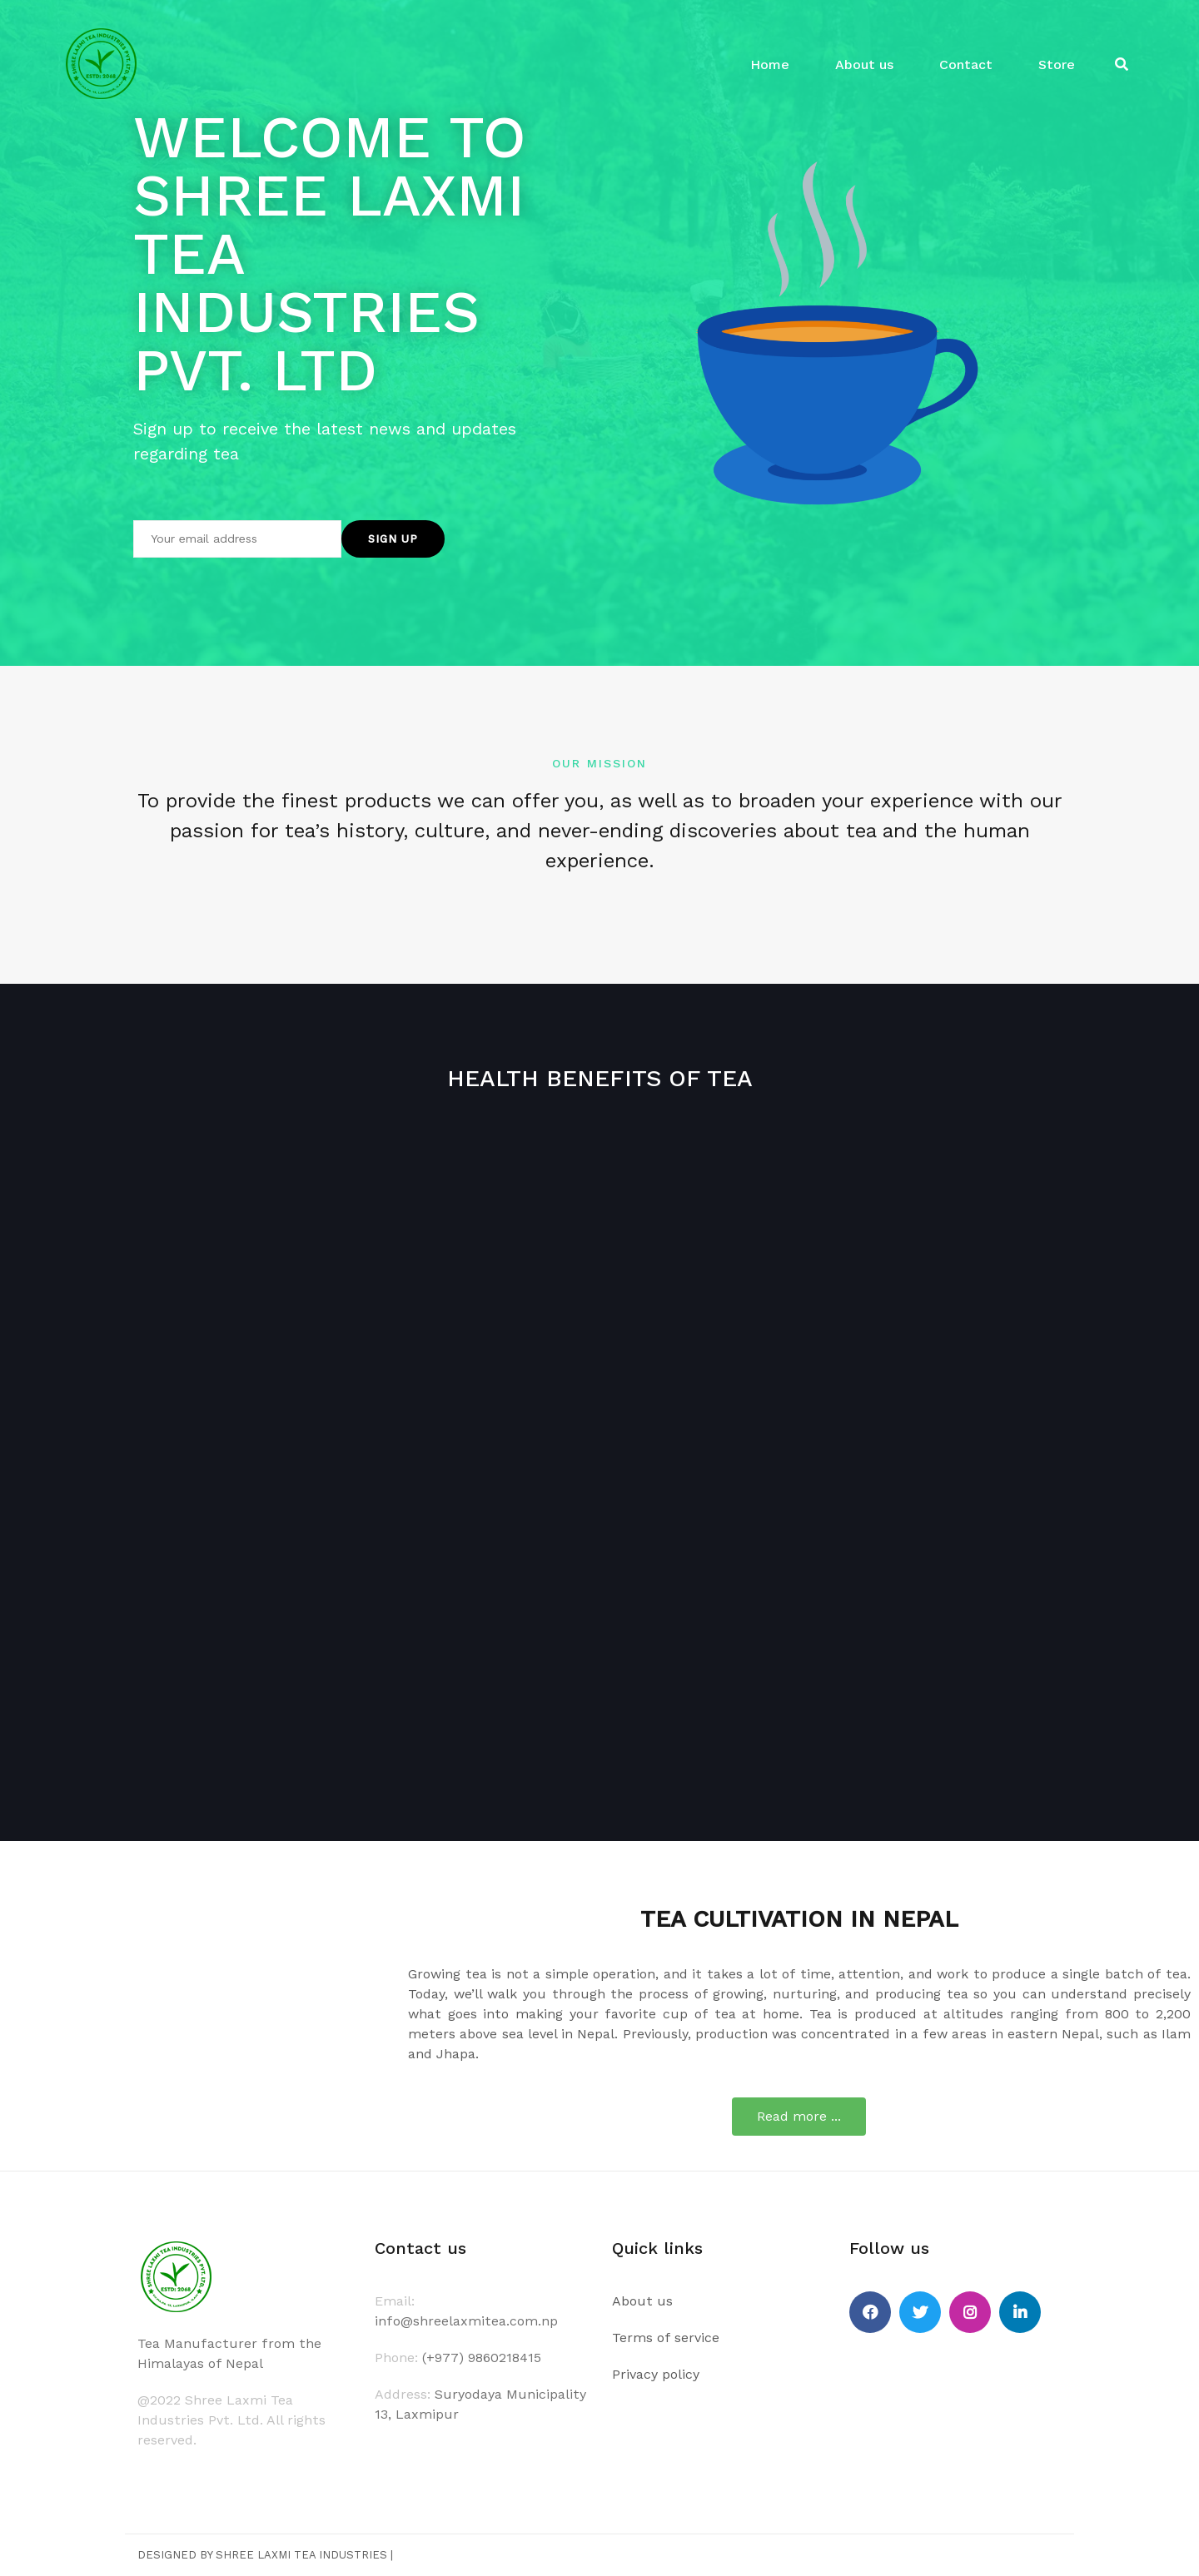 SHREE LAXMI TEA INDUSTRIES PVT. LTD.
ESTD: 2068
Home
About us
Contact
Store
WELCOME TO
SHREE LAXMI
TEA
INDUSTRIES
PVT. LTD
Sign up to receive the latest news and updates
regarding tea
Your email address
SIGN UP
OUR MISSION
To provide the finest products we can offer you, as well as to broaden your experience with our
passion for tea’s history, culture, and never-ending discoveries about tea and the human
experience.
HEALTH BENEFITS OF TEA
TEA CULTIVATION IN NEPAL
Growing tea is not a simple operation, and it takes a lot of time, attention, and work to produce a single batch of tea.
Today, we’ll walk you through the process of growing, nurturing, and producing tea so you can understand precisely
what goes into making your favorite cup of tea at home. Tea is produced at altitudes ranging from 800 to 2,200
meters above sea level in Nepal. Previously, production was concentrated in a few areas in eastern Nepal, such as Ilam
and Jhapa.
Read more ...
SHREE LAXMI TEA INDUSTRIES PVT. LTD.
ESTD: 2068
Tea Manufacturer from the
Himalayas of Nepal
@2022 Shree Laxmi Tea
Industries Pvt. Ltd. All rights
reserved.
Contact us
Email:
info@shreelaxmitea.com.np
Phone: (+977) 9860218415
Address: Suryodaya Municipality
13, Laxmipur
Quick links
About us
Terms of service
Privacy policy
Follow us
DESIGNED BY SHREE LAXMI TEA INDUSTRIES |